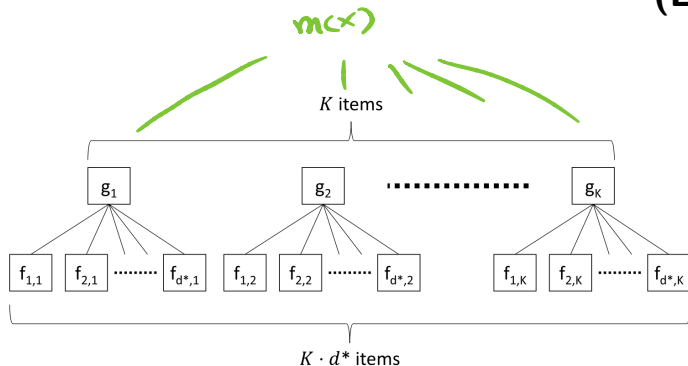 (
m(x)
K items
g1 g2 gK
f1,1 f2,1 fd*,1 f1,2 f2,2 fd*,2 f1,K f2,K fd*,K
K · d* items